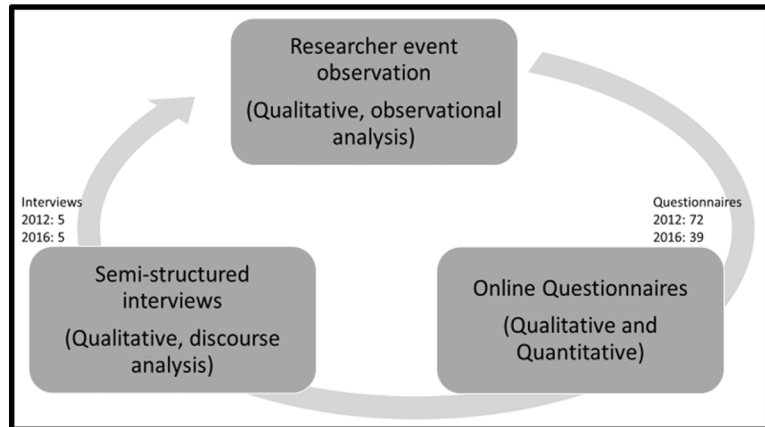 Researcher event
observation
(Qualitative, observational
analysis)
Interviews
2012: 5
2016: 5
Questionnaires
2012: 72
2016: 39
Semi-structured
interviews
(Qualitative, discourse
analysis)
Online Questionnaires
(Qualitative and
Quantitative)